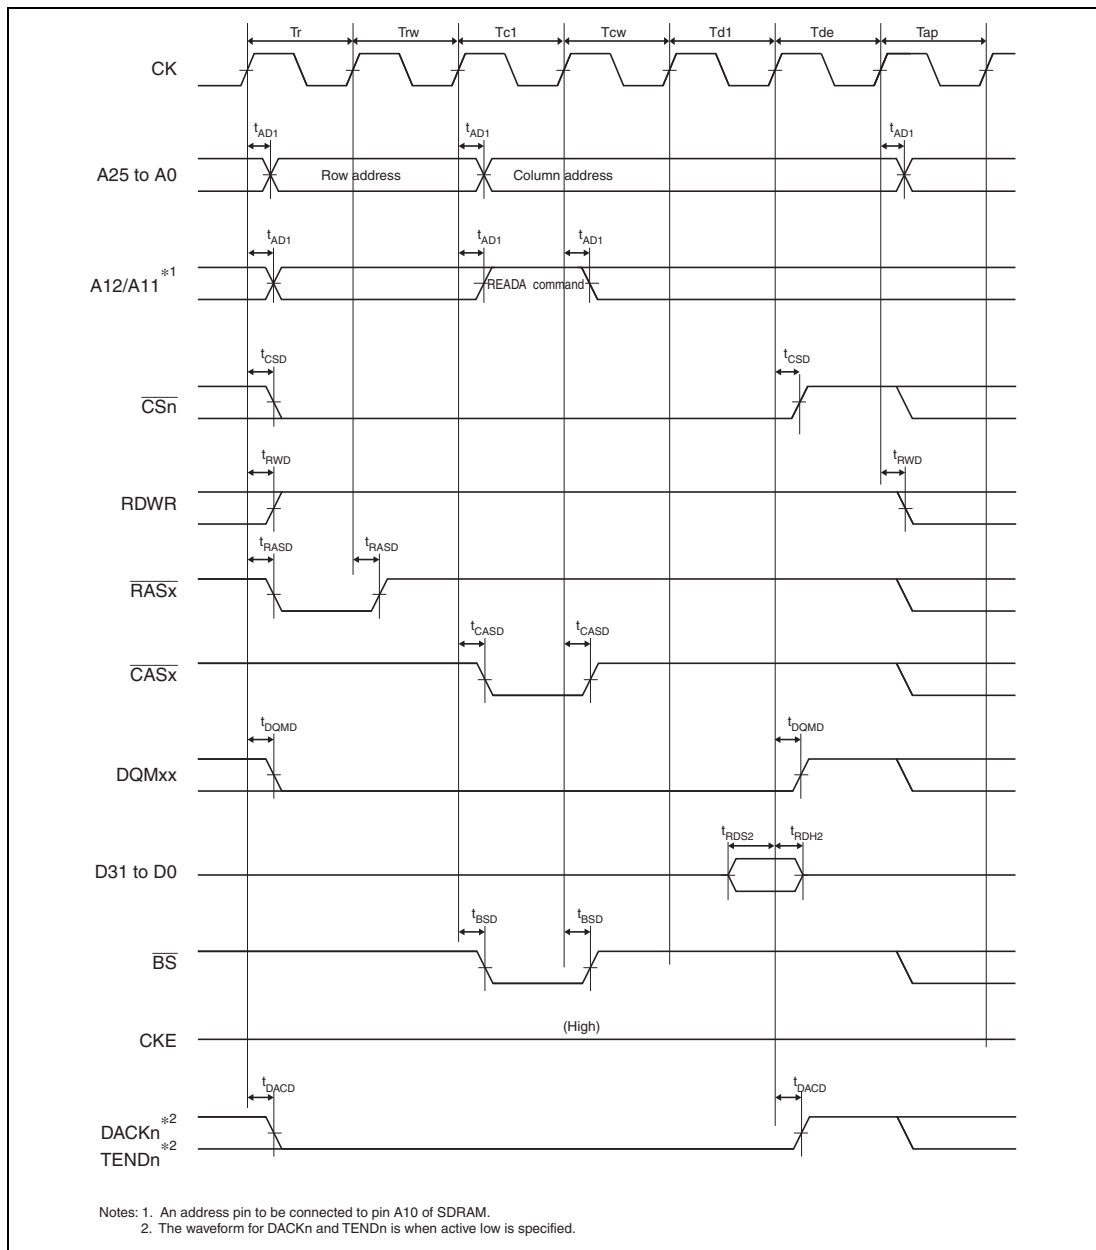 Tr Trw Tc1 Tcw Td1 Tde Tap
CK
tAD1 tAD1 tAD1
A25 to A0 Row address Column address
tAD1 tAD1 tAD1
A12/A11*1 READA command
tCSD tCSD
CSn
tRWD tRWD
RDWR
tRASD tRASD
RASx
tCASD tCASD
CASx
tDQMD tDQMD
DQMxx
tRDS2 tRDH2
D31 to D0
tBSD tBSD
BS
(High)
CKE
tDACD tDACD
DACKn*2
TENDn*2
Notes: 1. An address pin to be connected to pin A10 of SDRAM.
2. The waveform for DACKn and TENDn is when active low is specified.